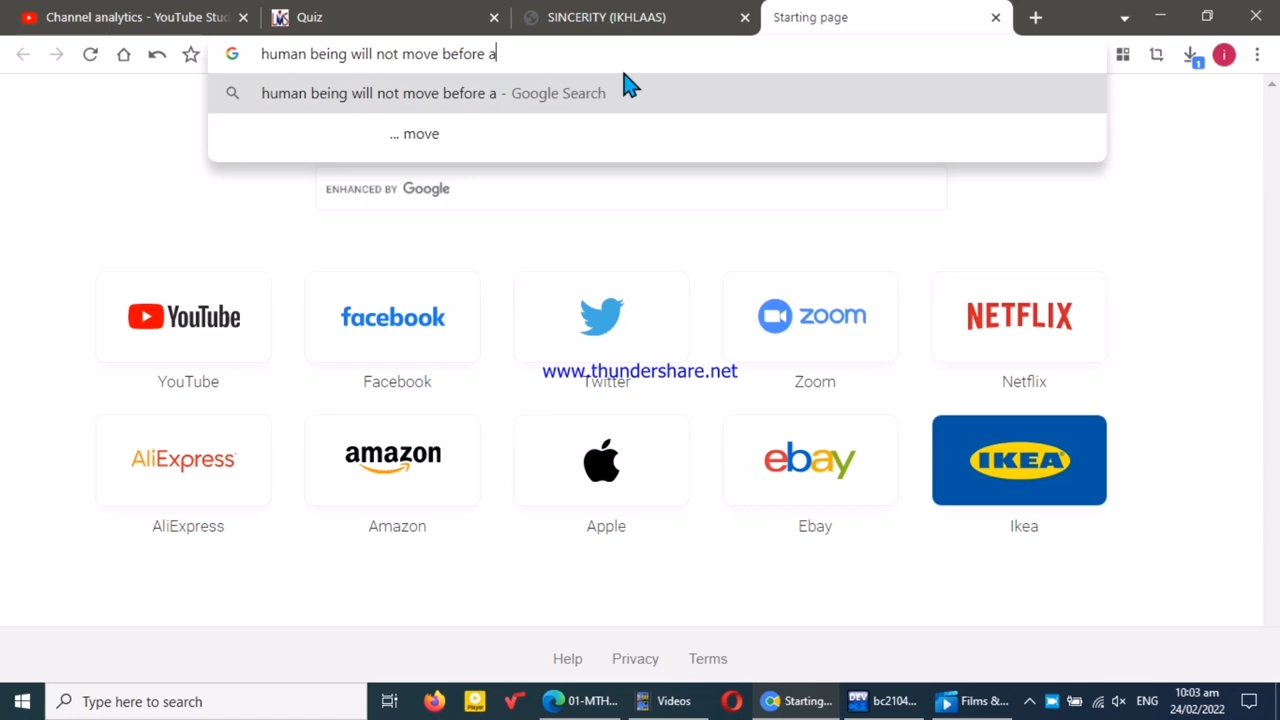 Channel analytics - YouTube Stud
Quiz
SINCERITY (IKHLAAS)
Starting page
human being will not move before a
human being will not move before a - Google Search
... move
ENHANCED BY Google
YouTube
facebook
zoom
NETFLIX
YouTube
Facebook
Twitter
Zoom
Netflix
www.thundershare.net
AliExpress
amazon
ebay
IKEA
AliExpress
Amazon
Apple
Ebay
Ikea
Help
Privacy
Terms
Type here to search
01-MTH...
Videos
Starting...
bc2104...
Films &...
ENG
10:03 am
24/02/2022